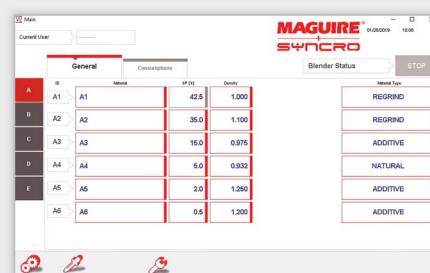 Main
Current User
MAGUIRE®
+
SYNCRO
01/28/2019 10:05
General Consumptions Blender Status STOP
ID Material SP [%] Density Material Type
A A1 A1 42.5 1.000 REGRIND
B A2 A2 35.0 1.100 REGRIND
C A3 A3 15.0 0.975 ADDITIVE
D A4 A4 5.0 0.932 NATURAL
E A5 A5 2.0 1.250 ADDITIVE
A6 A6 0.5 1.200 ADDITIVE